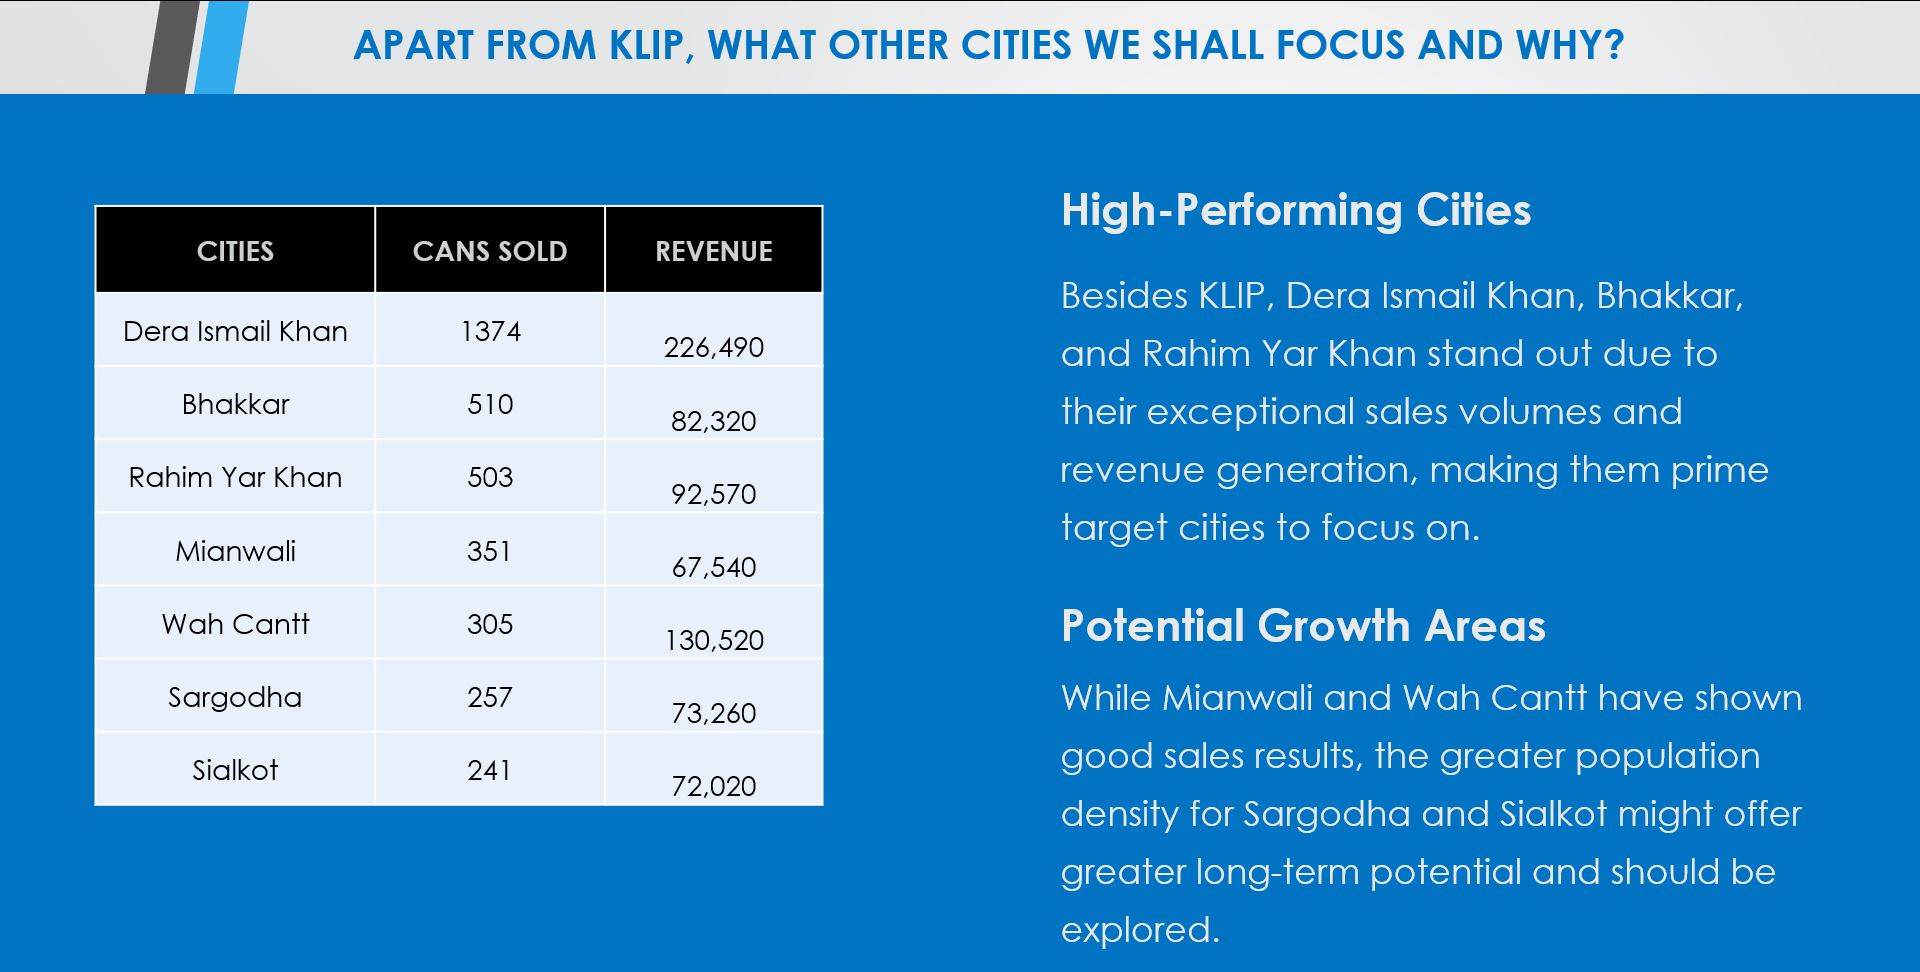 APART FROM KLIP, WHAT OTHER CITIES WE SHALL FOCUS AND WHY?
CITIES CANS SOLD REVENUE
Dera Ismail Khan 1374 226,490
Bhakkar 510 82,320
Rahim Yar Khan 503 92,570
Mianwali 351 67,540
Wah Cantt 305 130,520
Sargodha 257 73,260
Sialkot 241 72,020
High-Performing Cities
Besides KLIP, Dera Ismail Khan, Bhakkar,
and Rahim Yar Khan stand out due to
their exceptional sales volumes and
revenue generation, making them prime
target cities to focus on.
Potential Growth Areas
While Mianwali and Wah Cantt have shown
good sales results, the greater population
density for Sargodha and Sialkot might offer
greater long-term potential and should be
explored.